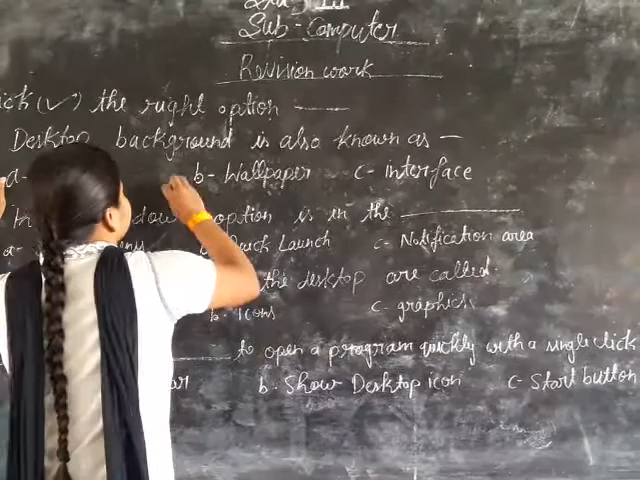 Sub - Computer
Revision work
ick (✓) the right option —
Desktop background is also known as —
a- b- Wallpaper c- interface
option is in the —
a- b- Quick Launch c- Notification area
the desktop are called
b- Icons c- graphics
— to open a program quickly with a single click
b- Show Desktop icon c- Start button